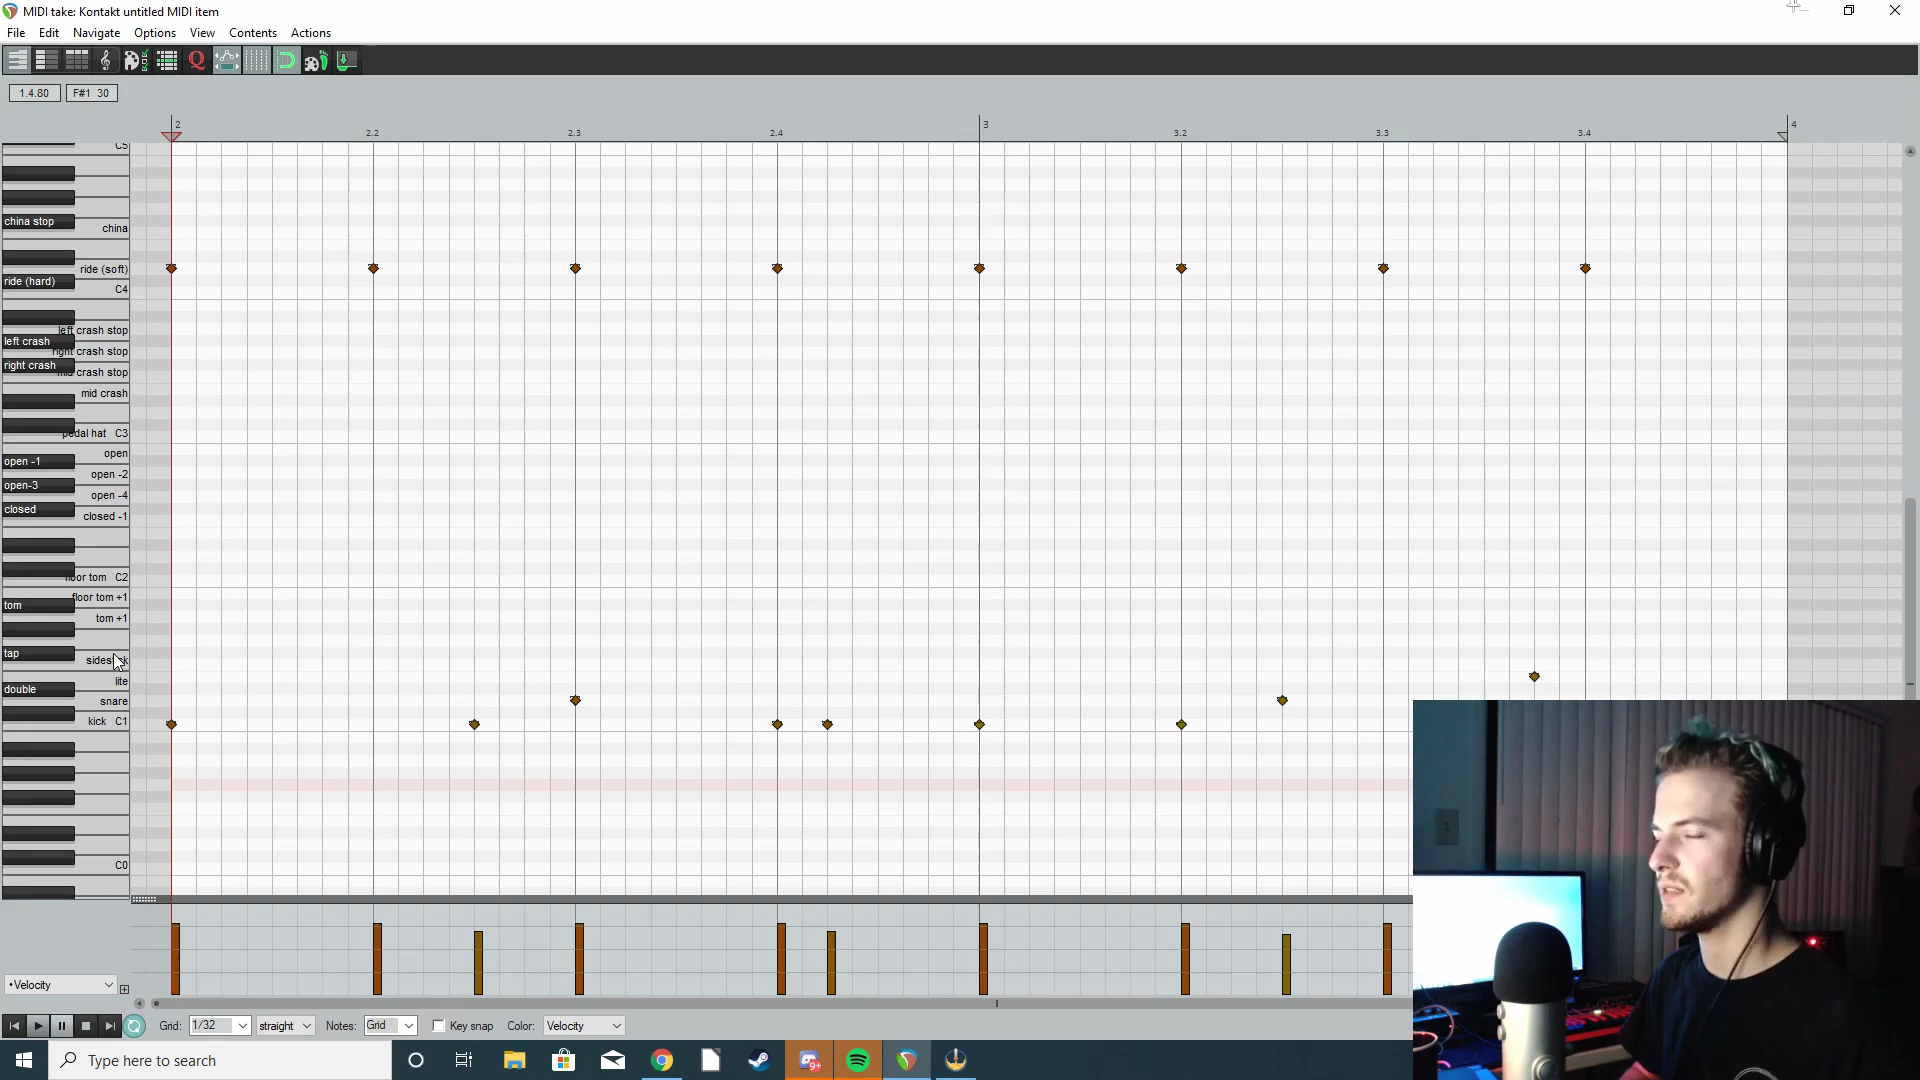 MIDI take: Kontakt untitled MIDI item
File Edit Navigate Options View Contents Actions
Q
1.4.80 F#1 30
2 2.2 2.3 2.4 3 3.2 3.3 3.4 4
C5
china stop
china
ride (soft)
ride (hard)
C4
left crash stop
left crash
right crash stop
right crash
mid crash stop
mid crash
pedal hat C3
open
open -1
open -2
open-3
open -4
closed
closed -1
floor tom C2
floor tom +1
tom
tom +1
tap
lite
double
snare
kick C1
C0
•Velocity
Grid: 1/32 straight Notes: Grid Key snap Color: Velocity
Type here to search
9+